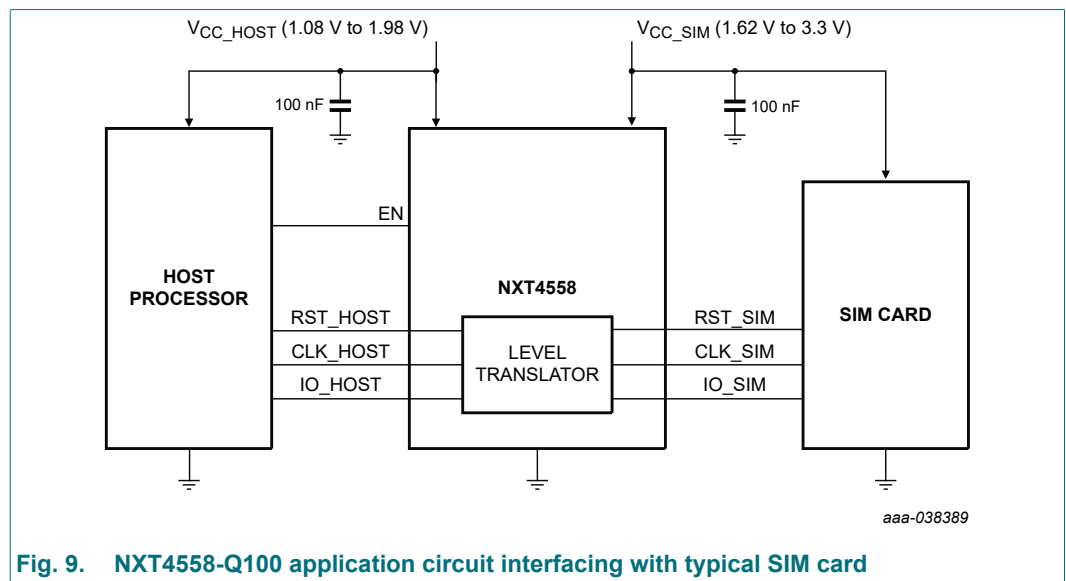 VCC_HOST (1.08 V to 1.98 V)
VCC_SIM (1.62 V to 3.3 V)
100 nF
100 nF
EN
HOST
PROCESSOR
NXT4558
SIM CARD
RST_HOST
RST_SIM
CLK_HOST
LEVEL
TRANSLATOR
CLK_SIM
IO_HOST
IO_SIM
aaa-038389
Fig. 9. NXT4558-Q100 application circuit interfacing with typical SIM card